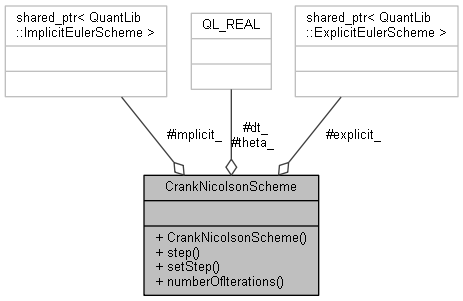 shared_ptr< QuantLib
::ImplicitEulerScheme >
QL_REAL
shared_ptr< QuantLib
::ExplicitEulerScheme >
#implicit_
#dt_
#theta_
#explicit_
CrankNicolsonScheme
+ CrankNicolsonScheme()
+ step()
+ setStep()
+ numberOfIterations()